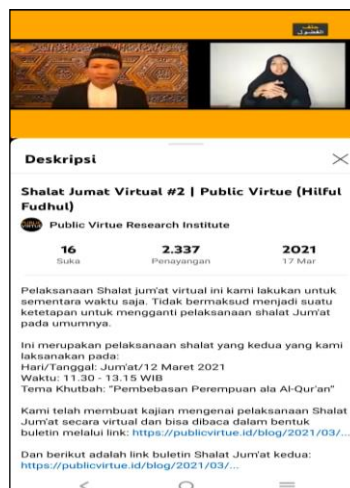 حلف
الفضول
Deskripsi
Shalat Jumat Virtual #2 | Public Virtue (Hilful
Fudhul)
Public Virtue Research Institute
16 2.337 2021
Suka Penayangan 17 Mar
Pelaksanaan Shalat jum'at virtual ini kami lakukan untuk
sementara waktu saja. Tidak bermaksud menjadi suatu
ketetapan untuk mengganti pelaksanaan shalat Jum'at
pada umumnya.
Ini merupakan pelaksanaan shalat yang kedua yang kami
laksanakan pada:
Hari/Tanggal: Jum'at/12 Maret 2021
Waktu: 11.30 - 13.15 WIB
Tema Khutbah: "Pembebasan Perempuan ala Al-Qur'an"
Kami telah membuat kajian mengenai pelaksanaan Shalat
Jum'at secara virtual dan bisa dibaca dalam bentuk
buletin melalui link: https://publicvirtue.id/blog/2021/03/...
Dan berikut adalah link buletin Shalat Jum'at kedua:
https://publicvirtue.id/blog/2021/03/...